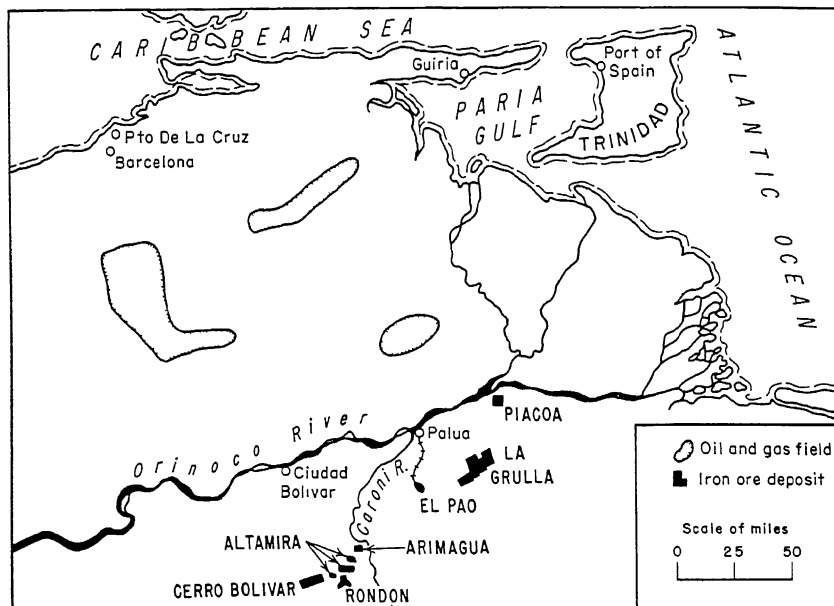 CARIBBEAN SEA
Guiria
Port of
Spain
ATLANTIC OCEAN
PARIA
GULF
TRINIDAD
Pto De La Cruz
Barcelona
Orinoco River
PIACOA
Palua
Ciudad
Bolivar
LA
GRULLA
Caroni R.
EL PAO
ALTAMIRA
ARIMAGUA
CERRO BOLIVAR
RONDON
Oil and gas field
Iron ore deposit
Scale of miles
0 25 50